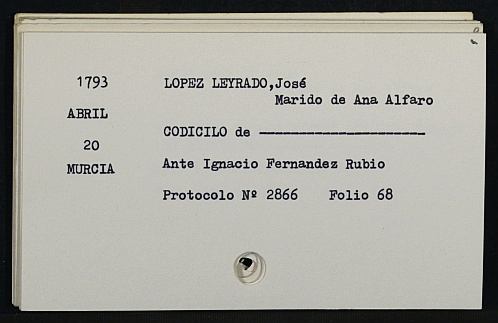 1793
ABRIL
20
MURCIA
LOPEZ LEYRADO,José
Marido de Ana Alfaro
CODICILO de ---------------------
Ante Ignacio Fernandez Rubio
Protocolo Nº 2866 Folio 68